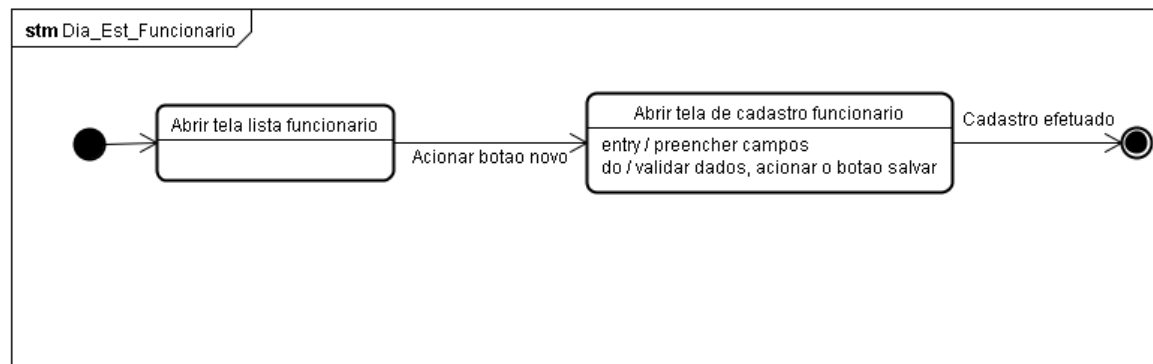 stm Dia_Est_Funcionario
Abrir tela lista funcionario
Acionar botao novo
Abrir tela de cadastro funcionario
entry / preencher campos
do / validar dados, acionar o botao salvar
Cadastro efetuado